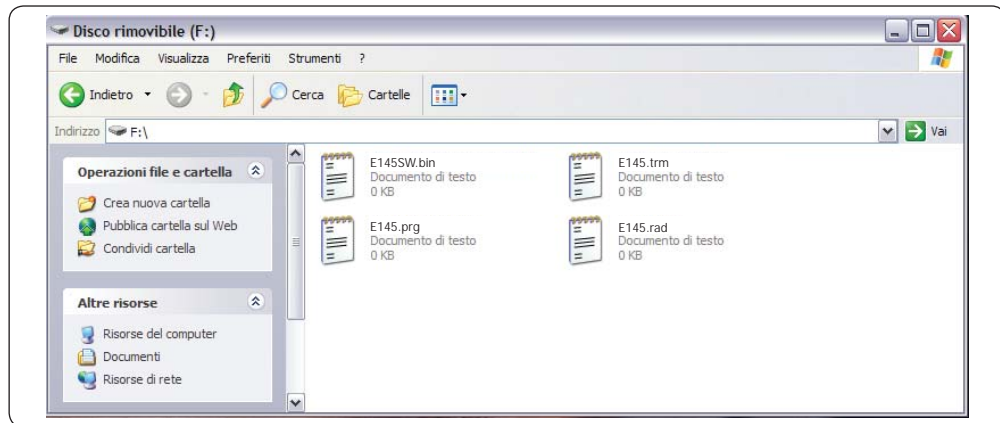 Disco rimovibile (F:)
File Modifica Visualizza Preferiti Strumenti ?
Indietro Cerca Cartelle
Indirizzo F:\ Vai
Operazioni file e cartella
Crea nuova cartella
Pubblica cartella sul Web
Condividi cartella
Altre risorse
Risorse del computer
Documenti
Risorse di rete
E145SW.bin
Documento di testo
0 KB
E145.trm
Documento di testo
0 KB
E145.prg
Documento di testo
0 KB
E145.rad
Documento di testo
0 KB